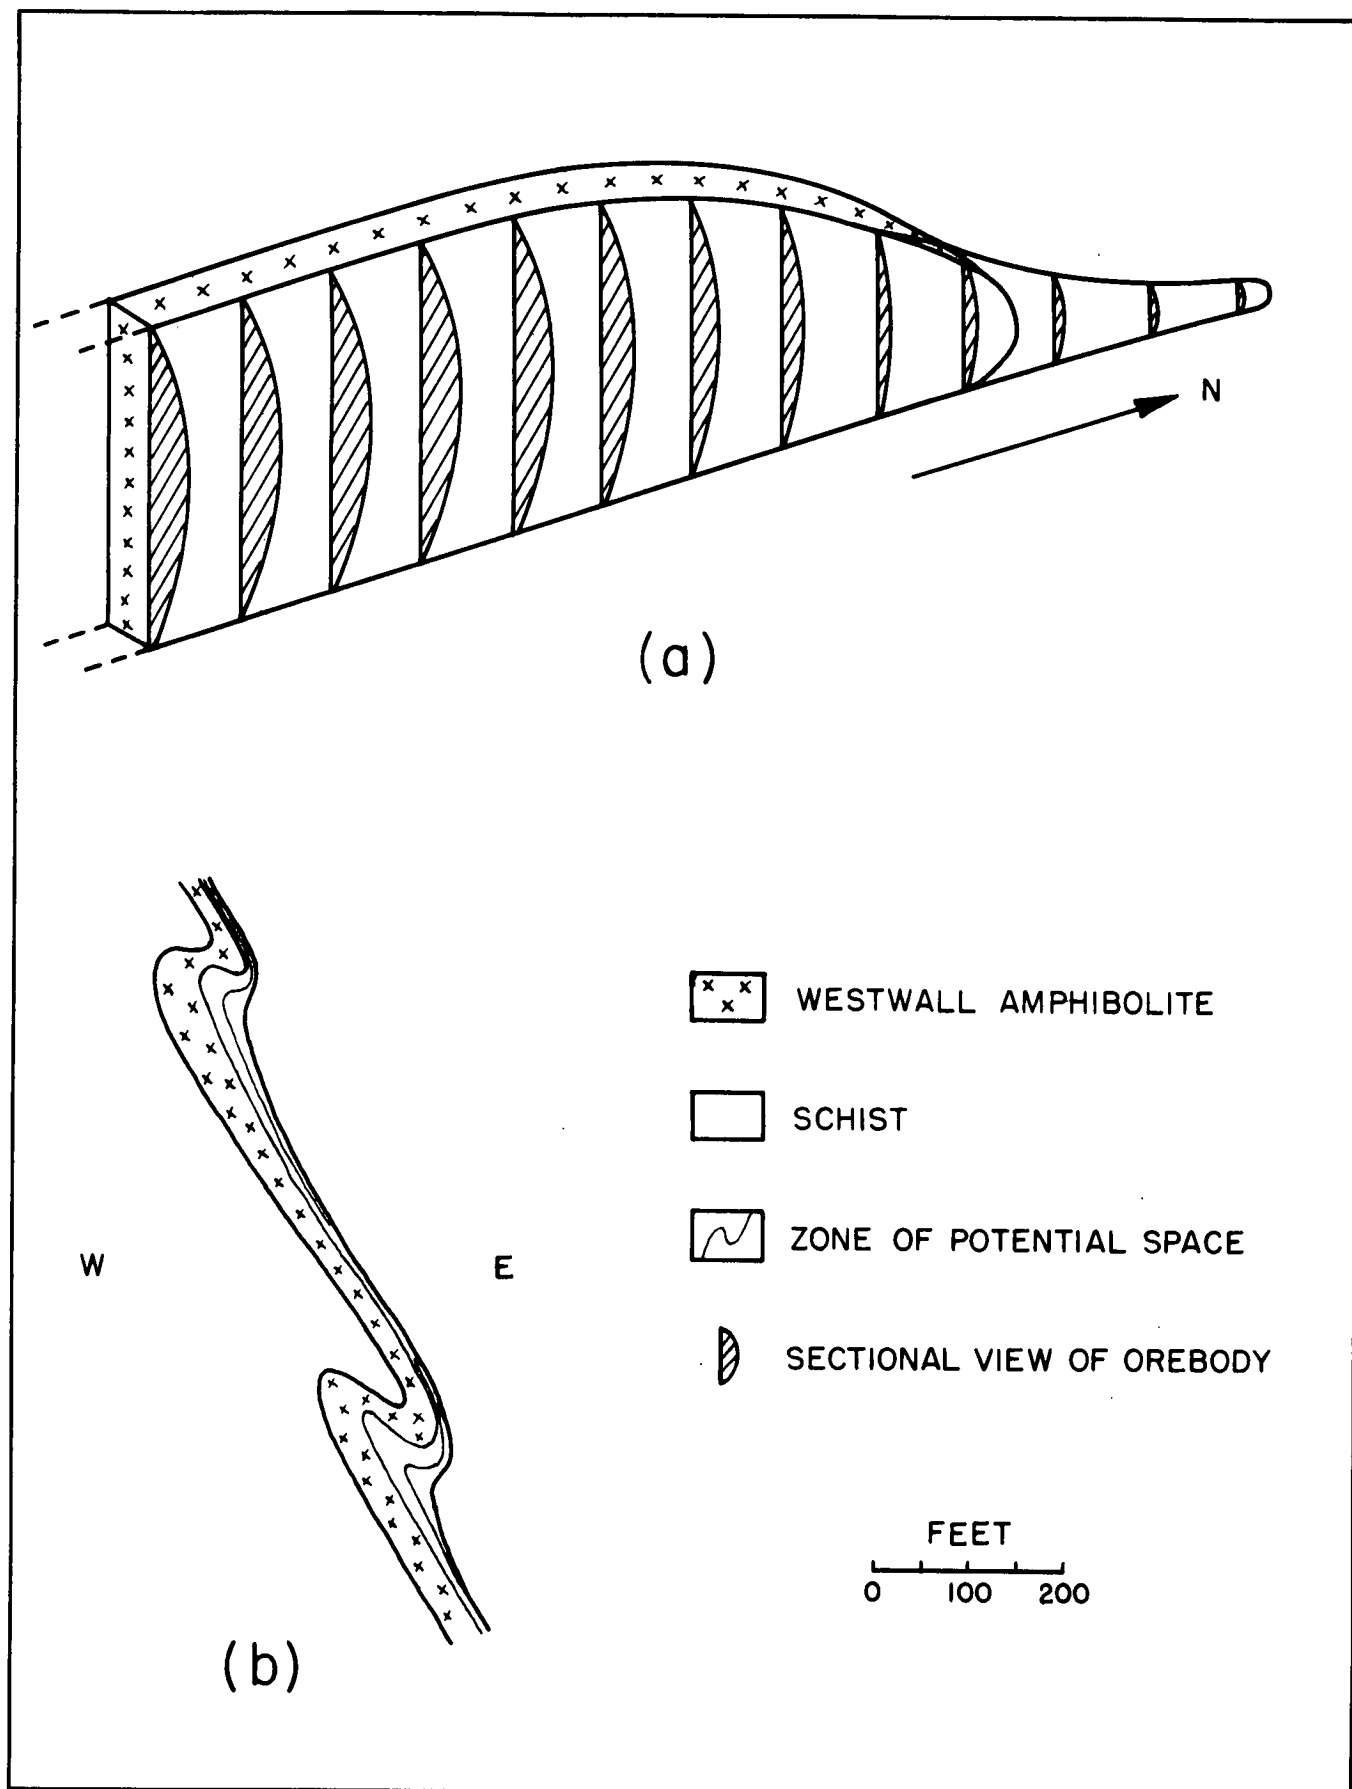 N
(a)
W
E
(b)
WESTWALL AMPHIBOLITE
SCHIST
ZONE OF POTENTIAL SPACE
SECTIONAL VIEW OF OREBODY
FEET
0 100 200